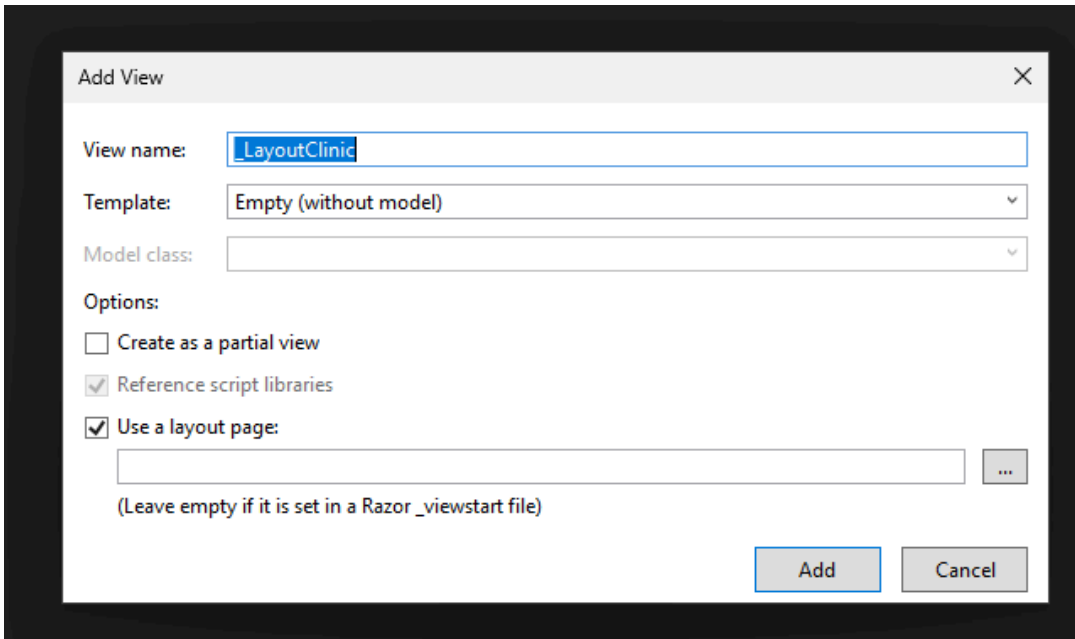 Add View
View name: _LayoutClinic
Template: Empty (without model)
Model class:
Options:
Create as a partial view
Reference script libraries
Use a layout page:
...
(Leave empty if it is set in a Razor _viewstart file)
Add Cancel